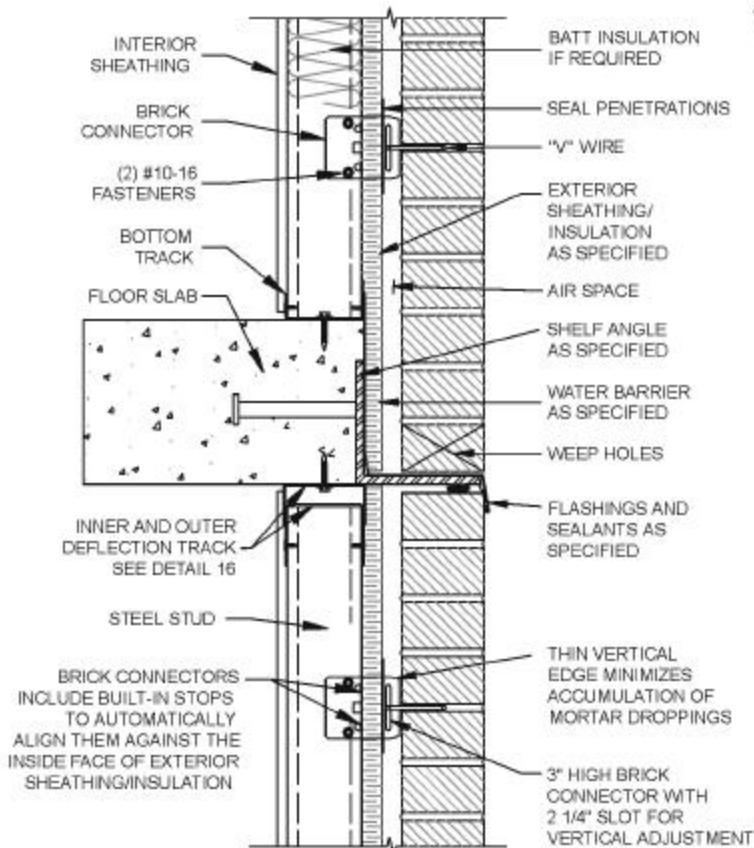 INTERIOR
SHEATHING
BRICK
CONNECTOR
(2) #10-16
FASTENERS
BOTTOM
TRACK
FLOOR SLAB
INNER AND OUTER
DEFLECTION TRACK
SEE DETAIL 16
STEEL STUD
BRICK CONNECTORS
INCLUDE BUILT-IN STOPS
TO AUTOMATICALLY
ALIGN THEM AGAINST THE
INSIDE FACE OF EXTERIOR
SHEATHING/INSULATION
BATT INSULATION
IF REQUIRED
SEAL PENETRATIONS
"V" WIRE
EXTERIOR
SHEATHING/
INSULATION
AS SPECIFIED
AIR SPACE
SHELF ANGLE
AS SPECIFIED
WATER BARRIER
AS SPECIFIED
WEEP HOLES
FLASHINGS AND
SEALANTS AS
SPECIFIED
THIN VERTICAL
EDGE MINIMIZES
ACCUMULATION OF
MORTAR DROPPINGS
3" HIGH BRICK
CONNECTOR WITH
2 1/4" SLOT FOR
VERTICAL ADJUSTMENT